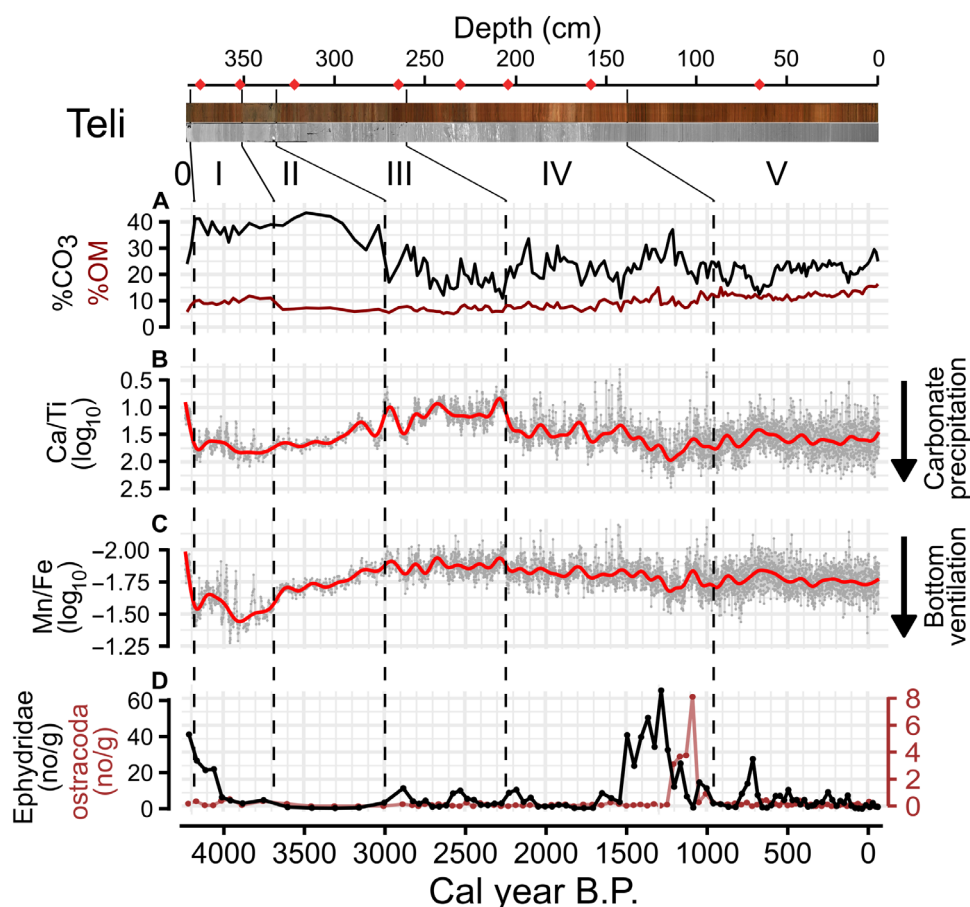 Depth (cm)
350 300 250 200 150 100 50 0
Teli
0 I II III IV V
A
%CO3
%OM
40
30
20
10
0
B
Ca/Ti
(log10)
0.5
1.0
1.5
2.0
2.5
Carbonate
precipitation
C
Mn/Fe
(log10)
−2.00
−1.75
−1.50
−1.25
Bottom
ventilation
D
Ephydridae
(no/g)
ostracoda
(no/g)
60
40
20
0
8
6
4
2
0
4000 3500 3000 2500 2000 1500 1000 500 0
Cal year B.P.